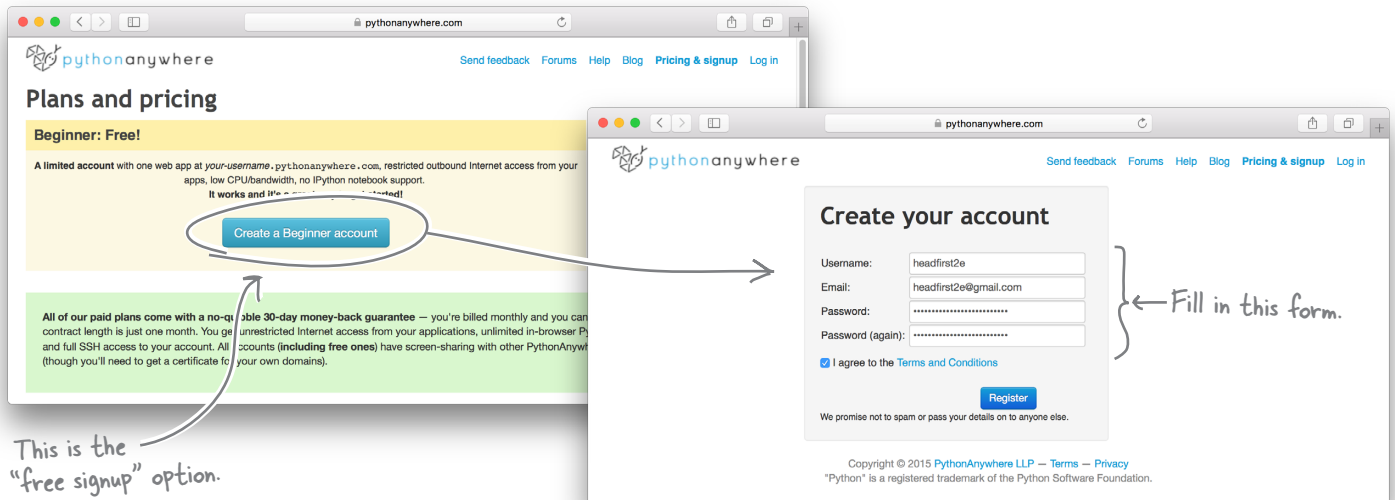 pythonanywhere.com
pythonanywhere
Send feedback Forums Help Blog Pricing & signup Log in
Plans and pricing
Beginner: Free!
A limited account with one web app at your-username.pythonanywhere.com, restricted outbound Internet access from your
apps, low CPU/bandwidth, no IPython notebook support.
It works and it's a
started!
Create a Beginner account
All of our paid plans come with a no-quibble 30-day money-back guarantee — you're billed monthly and you can
contract length is just one month. You get unrestricted Internet access from your applications, unlimited in-browser Py
and full SSH access to your account. All accounts (including free ones) have screen-sharing with other PythonAnywh
(though you'll need to get a certificate for your own domains).
This is the
“free signup” option.
pythonanywhere.com
pythonanywhere
Send feedback Forums Help Blog Pricing & signup Log in
Create your account
Username: headfirst2e
Email: headfirst2e@gmail.com
Password: ••••••••••••••••••••••••••
Password (again): ••••••••••••••••••••••••••
I agree to the Terms and Conditions
Register
We promise not to spam or pass your details on to anyone else.
Fill in this form.
Copyright © 2015 PythonAnywhere LLP — Terms — Privacy
"Python" is a registered trademark of the Python Software Foundation.